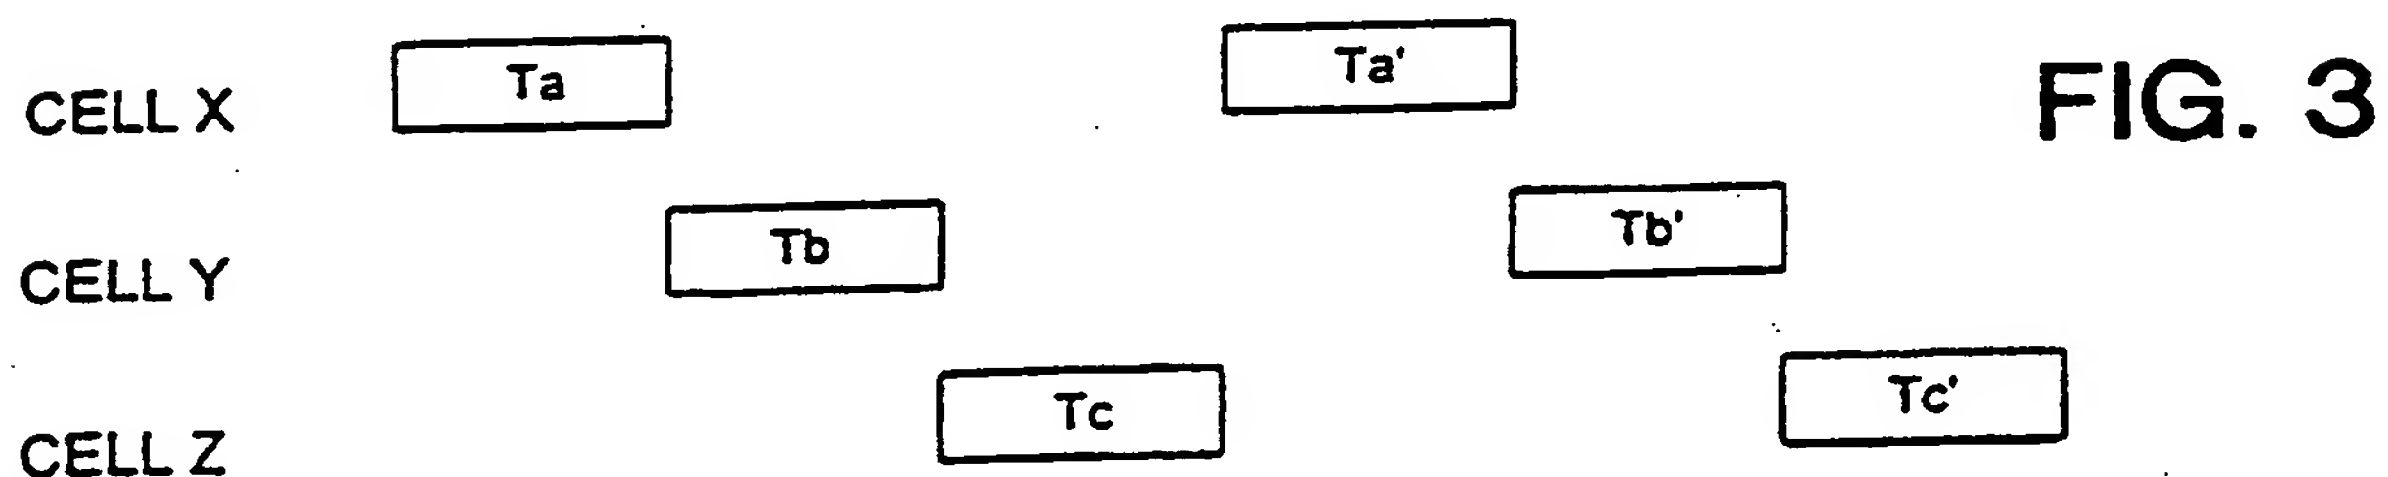 CELL X Ta Ta' FIG. 3
CELL Y Tb Tb'
CELL Z Tc Tc'